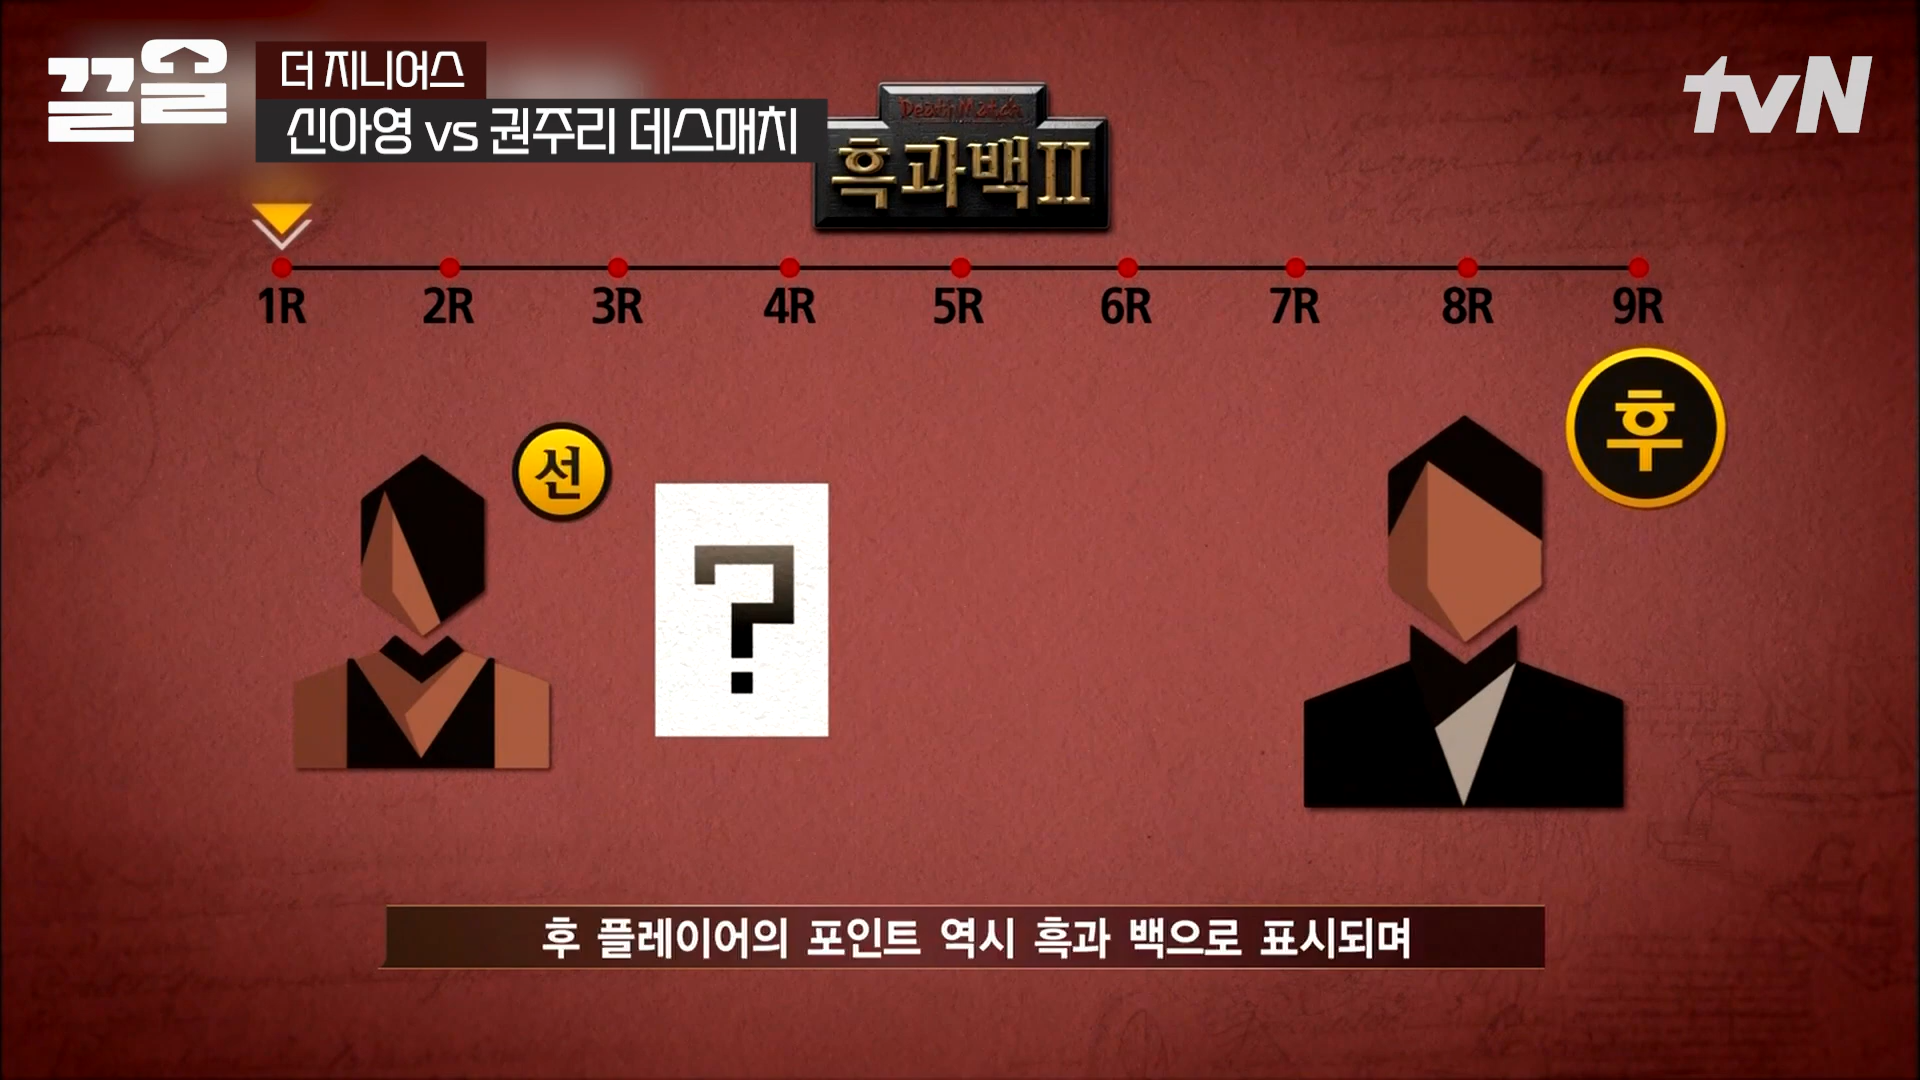 끌올
더 지니어스
신아영 vs 권주리 데스매치
tvN
Death Match
흑과백II
1R 2R 3R 4R 5R 6R 7R 8R 9R
선
후
?
후 플레이어의 포인트 역시 흑과 백으로 표시되며